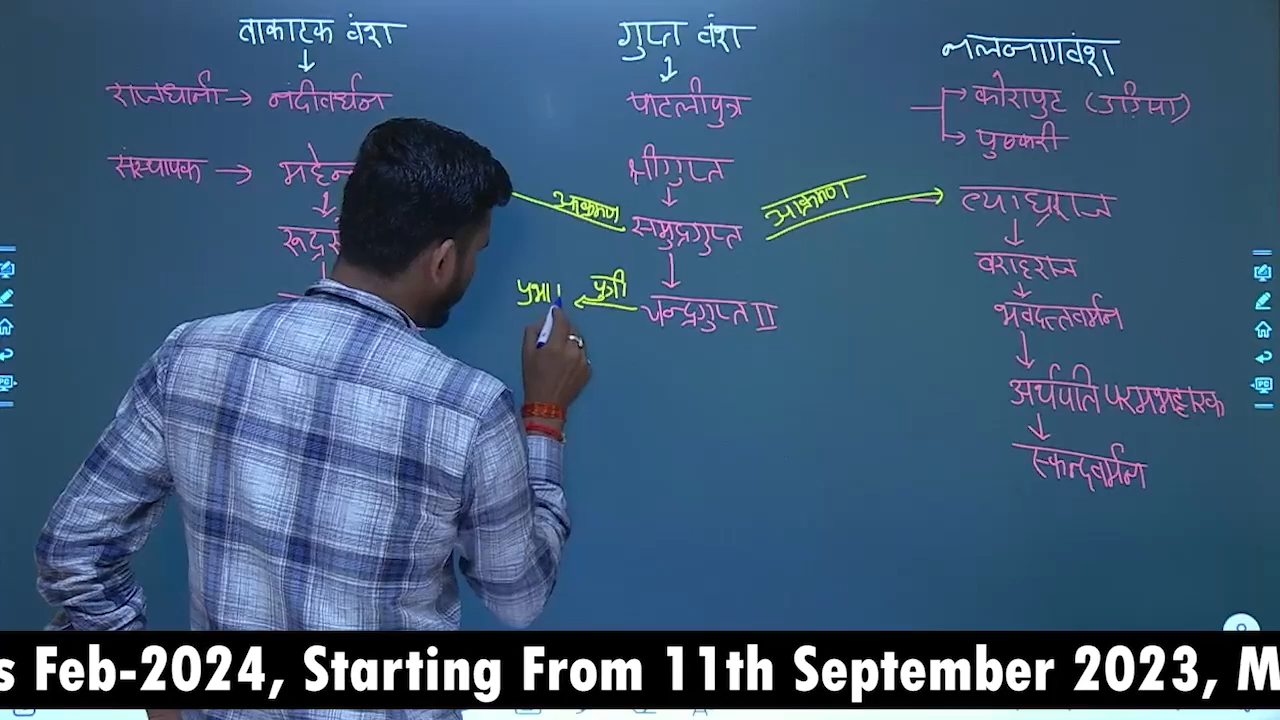 वाकाटक वंश
राजधानी → नंदीवर्धन
संस्थापक → महेन
रूद्र
गुप्त वंश
पाटलीपुत्र
श्रीगुप्त
आक्रमण
समुद्रगुप्त
आक्रमण
चन्द्रगुप्त II
पुत्री
प्रभा
नलनागवंश
कोरापुट (उड़िसा)
पुष्करी
व्याघ्रराज
वराहराज
भवदत्तवर्मन
अर्थपति परमभट्टारक
स्कन्दवर्मन
s Feb-2024, Starting From 11th September 2023, M